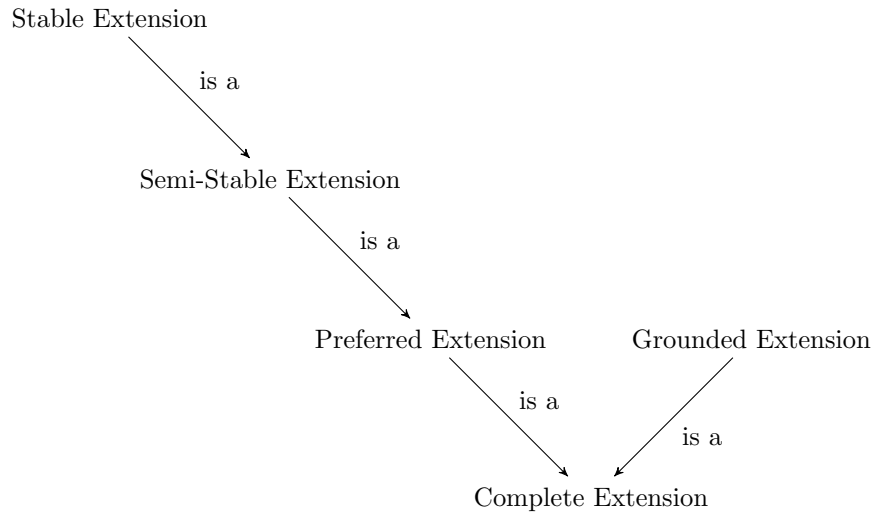 Stable Extension
is a
Semi-Stable Extension
is a
Preferred Extension
Grounded Extension
is a
is a
Complete Extension